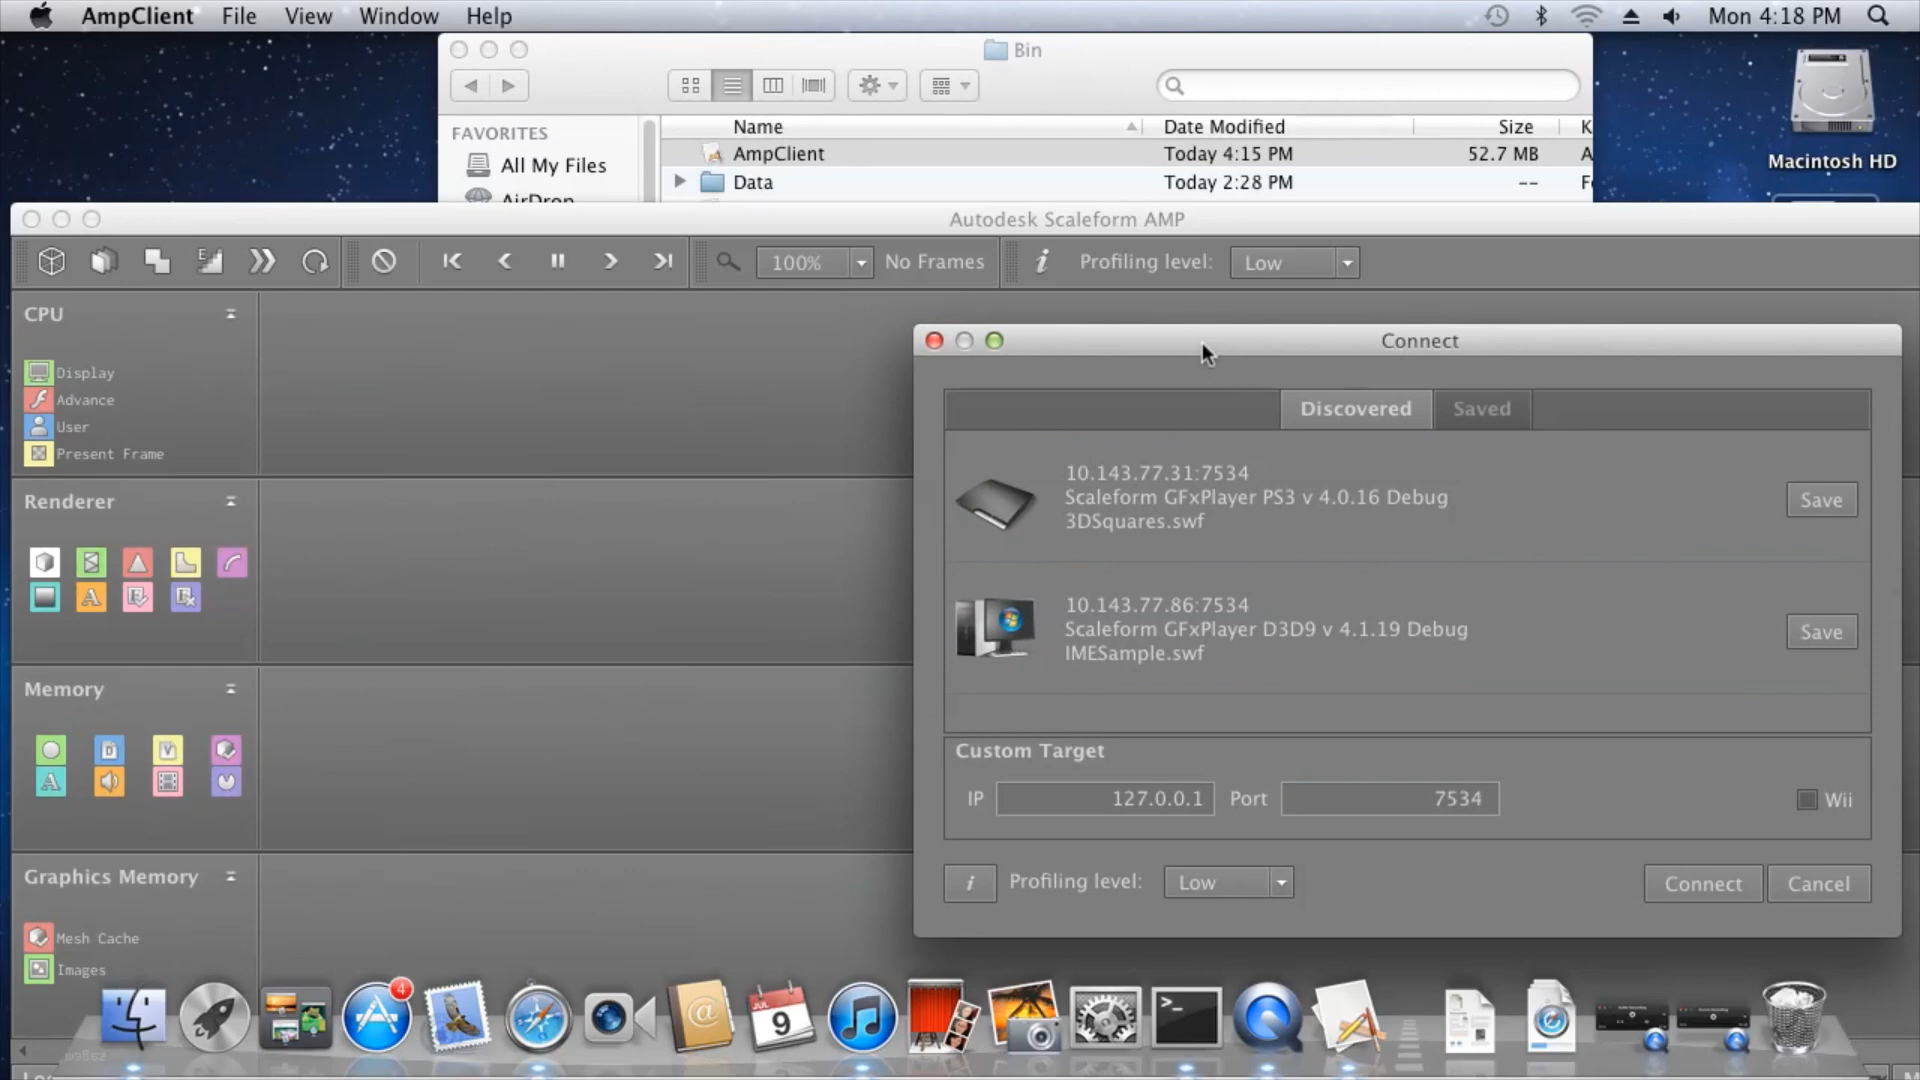 AmpClient File View Window Help
Mon 4:18 PM
Bin
FAVORITES
All My Files
AirDrop
Name Date Modified Size K
AmpClient Today 4:15 PM 52.7 MB A
Data Today 2:28 PM --
Macintosh HD
Autodesk Scaleform AMP
100% No Frames
i Profiling level: Low
CPU
Display
Advance
User
Present Frame
Renderer
Memory
Graphics Memory
Mesh Cache
Images
Connect
Discovered Saved
10.143.77.31:7534
Scaleform GFxPlayer PS3 v 4.0.16 Debug
3DSquares.swf
Save
10.143.77.86:7534
Scaleform GFxPlayer D3D9 v 4.1.19 Debug
IMESample.swf
Save
Custom Target
IP 127.0.0.1 Port 7534 Wii
i Profiling level: Low
Connect Cancel
4
JUL
9